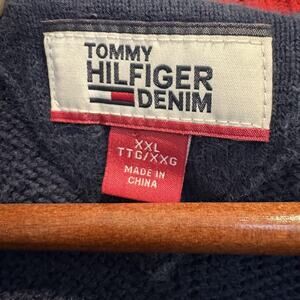 TOMMY
HILFIGER
DENIM
XXL
TTG/XXG
MADE IN
CHINA